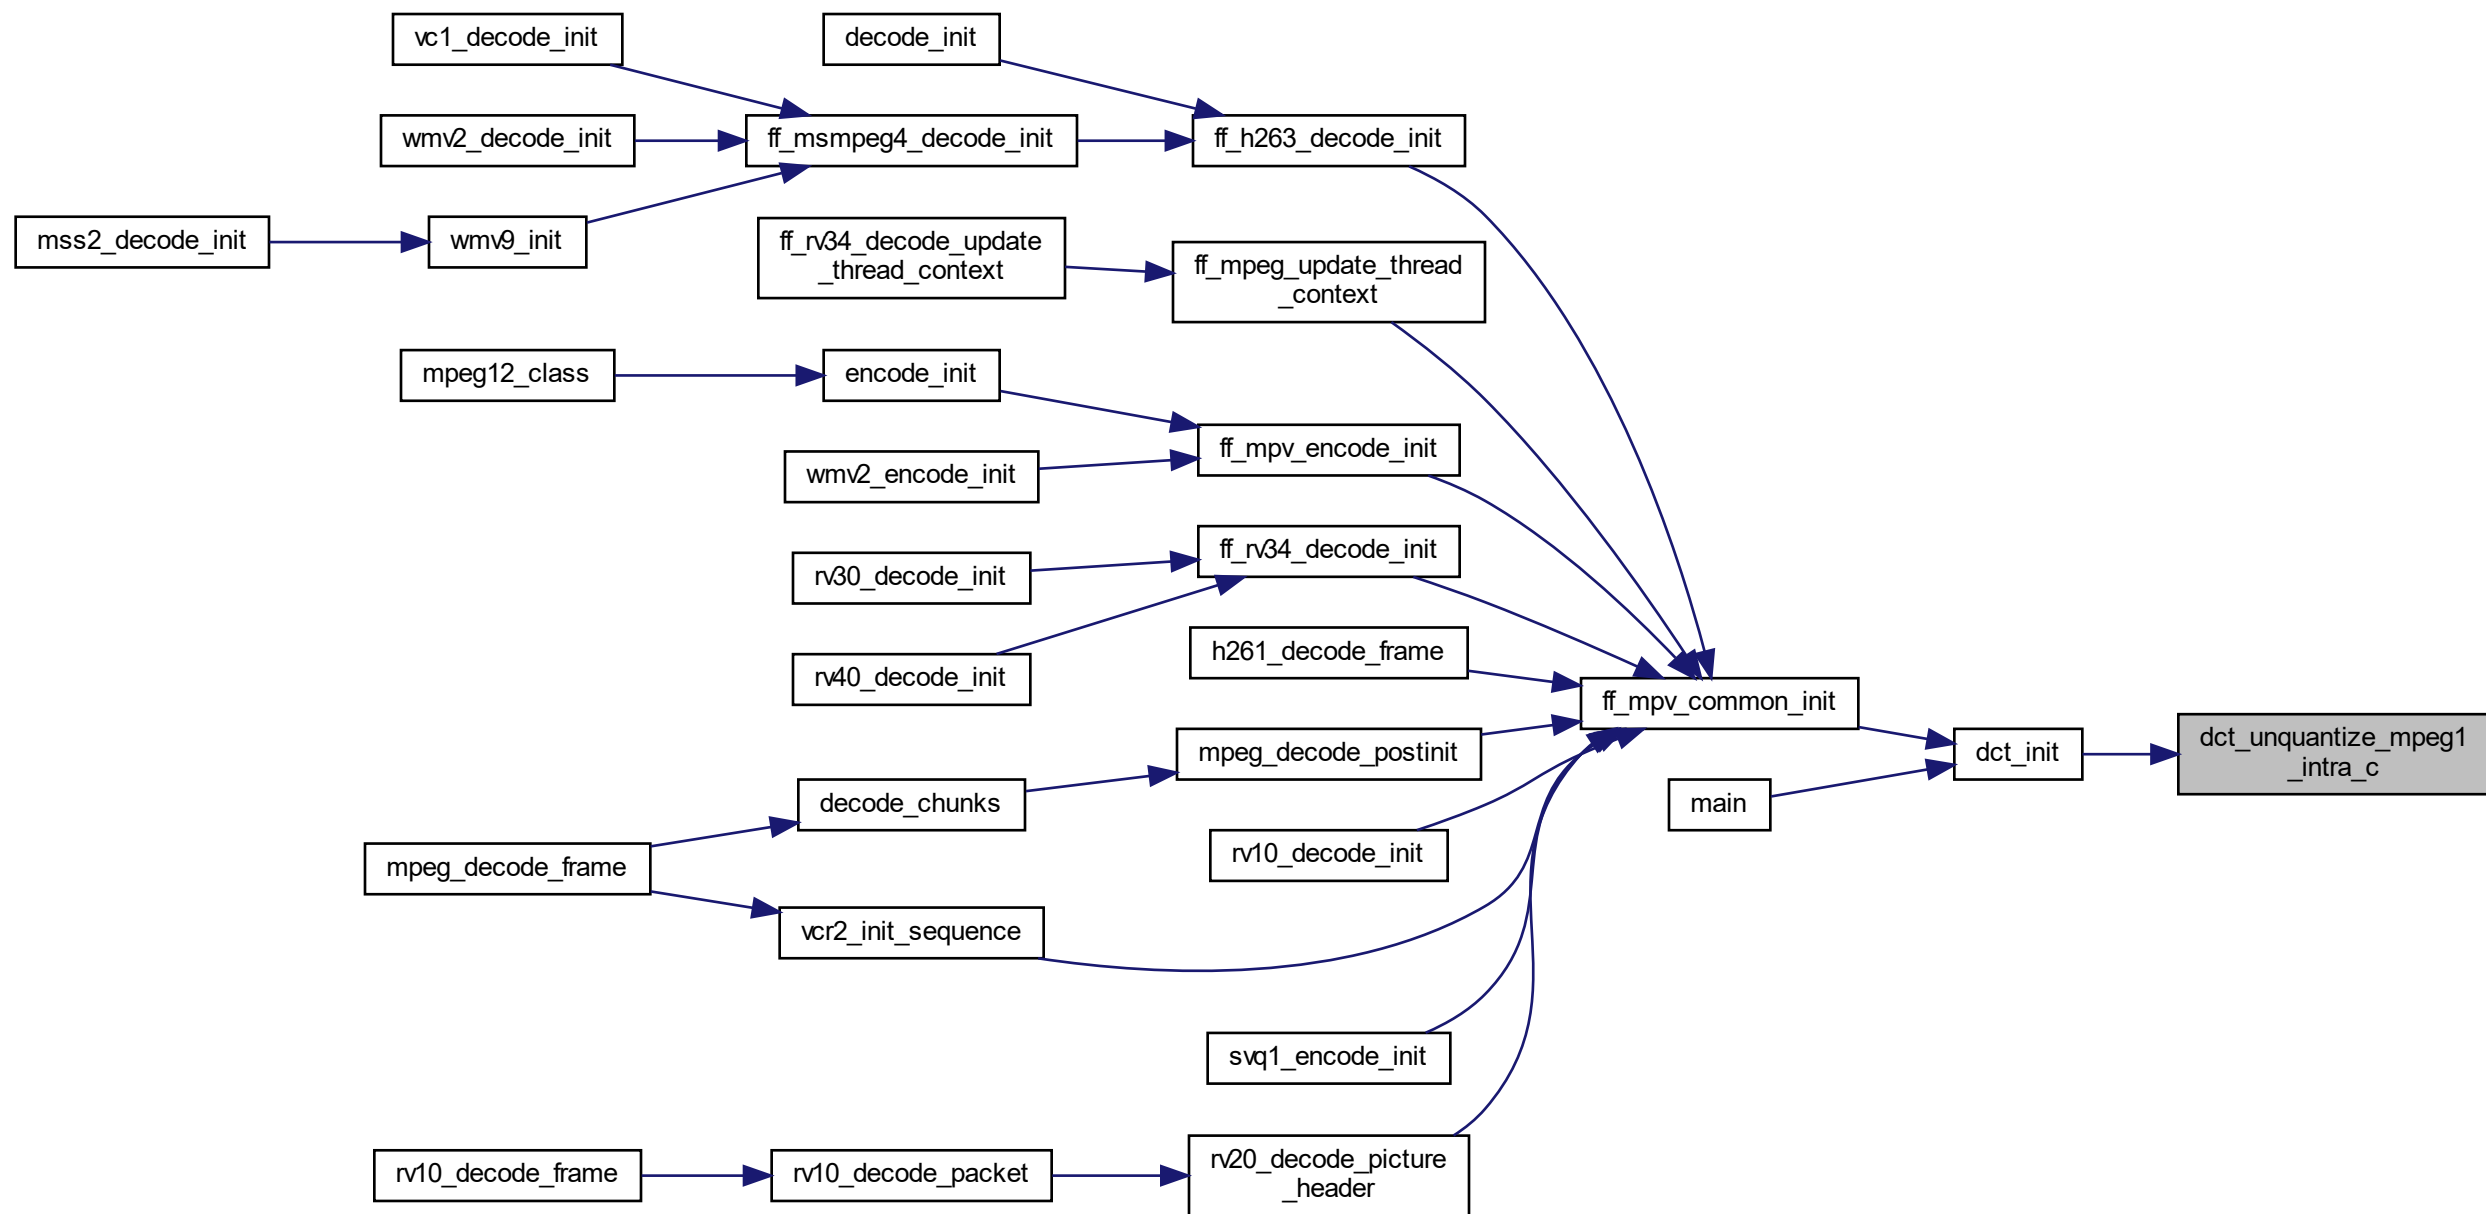 vc1_decode_init
decode_init
wmv2_decode_init
ff_msmpeg4_decode_init
ff_h263_decode_init
mss2_decode_init
wmv9_init
ff_rv34_decode_update
_thread_context
ff_mpeg_update_thread
_context
mpeg12_class
encode_init
ff_mpv_encode_init
wmv2_encode_init
ff_rv34_decode_init
rv30_decode_init
h261_decode_frame
rv40_decode_init
ff_mpv_common_init
mpeg_decode_postinit
dct_init
dct_unquantize_mpeg1
_intra_c
decode_chunks
main
mpeg_decode_frame
rv10_decode_init
vcr2_init_sequence
svq1_encode_init
rv10_decode_frame
rv10_decode_packet
rv20_decode_picture
_header